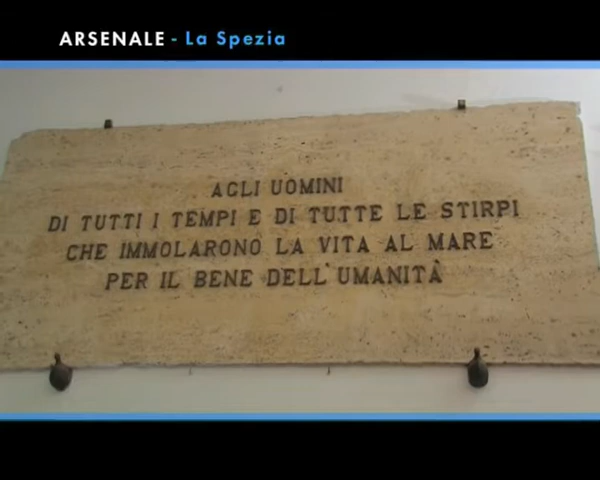 ARSENALE - La Spezia
AGLI UOMINI
DI TUTTI I TEMPI E DI TUTTE LE STIRPI
CHE IMMOLARONO LA VITA AL MARE
PER IL BENE DELL'UMANITÀ